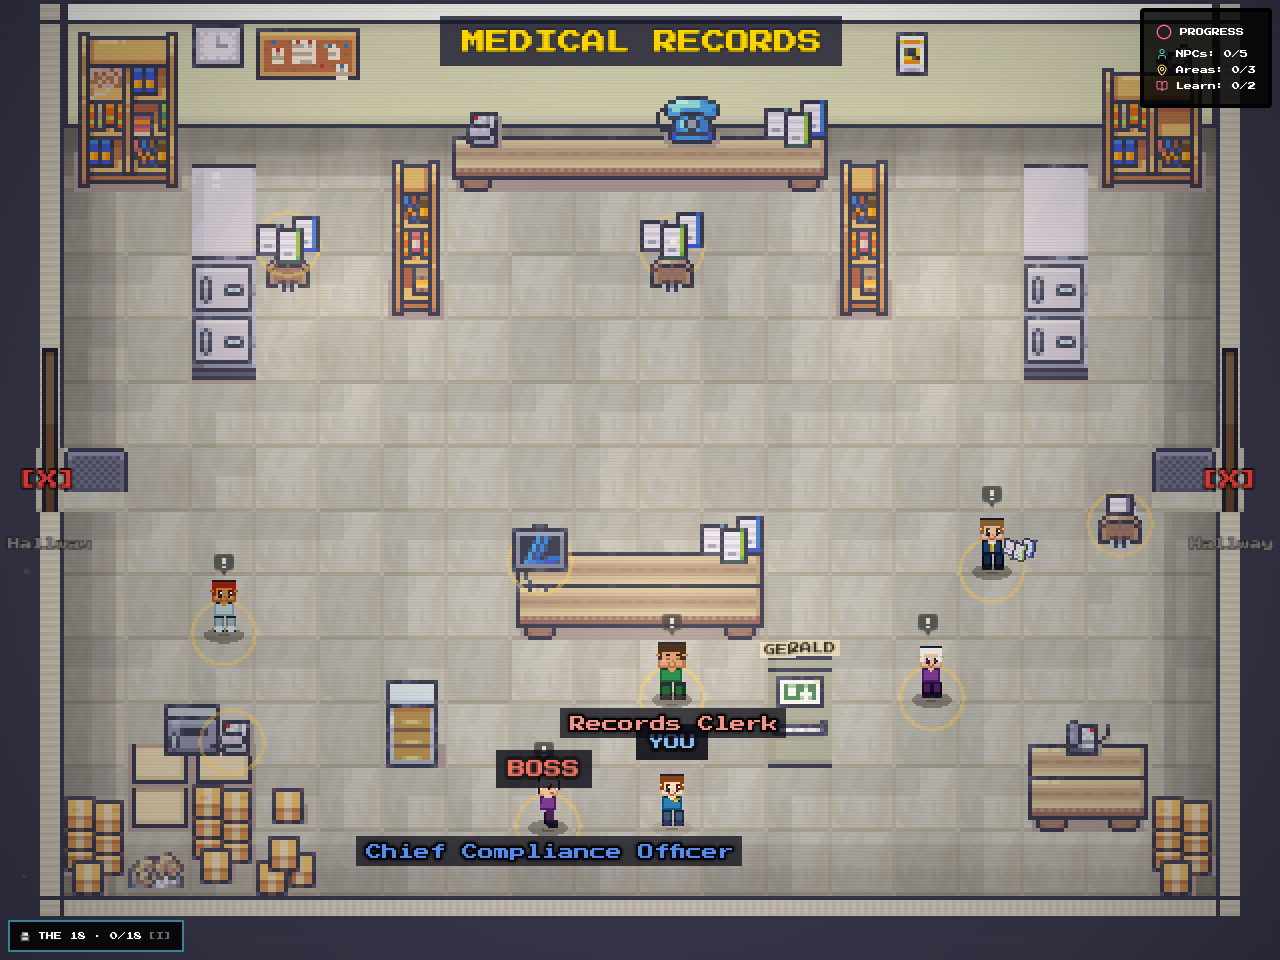 MEDICAL RECORDS
PROGRESS
NPCs: 0/5
Areas: 0/3
Learn: 0/2
[X]
[X]
Hallway
Hallway
!
!
!
!
!
GERALD
Records Clerk
YOU
BOSS
Chief Compliance Officer
THE 18 · 0/18 [I]